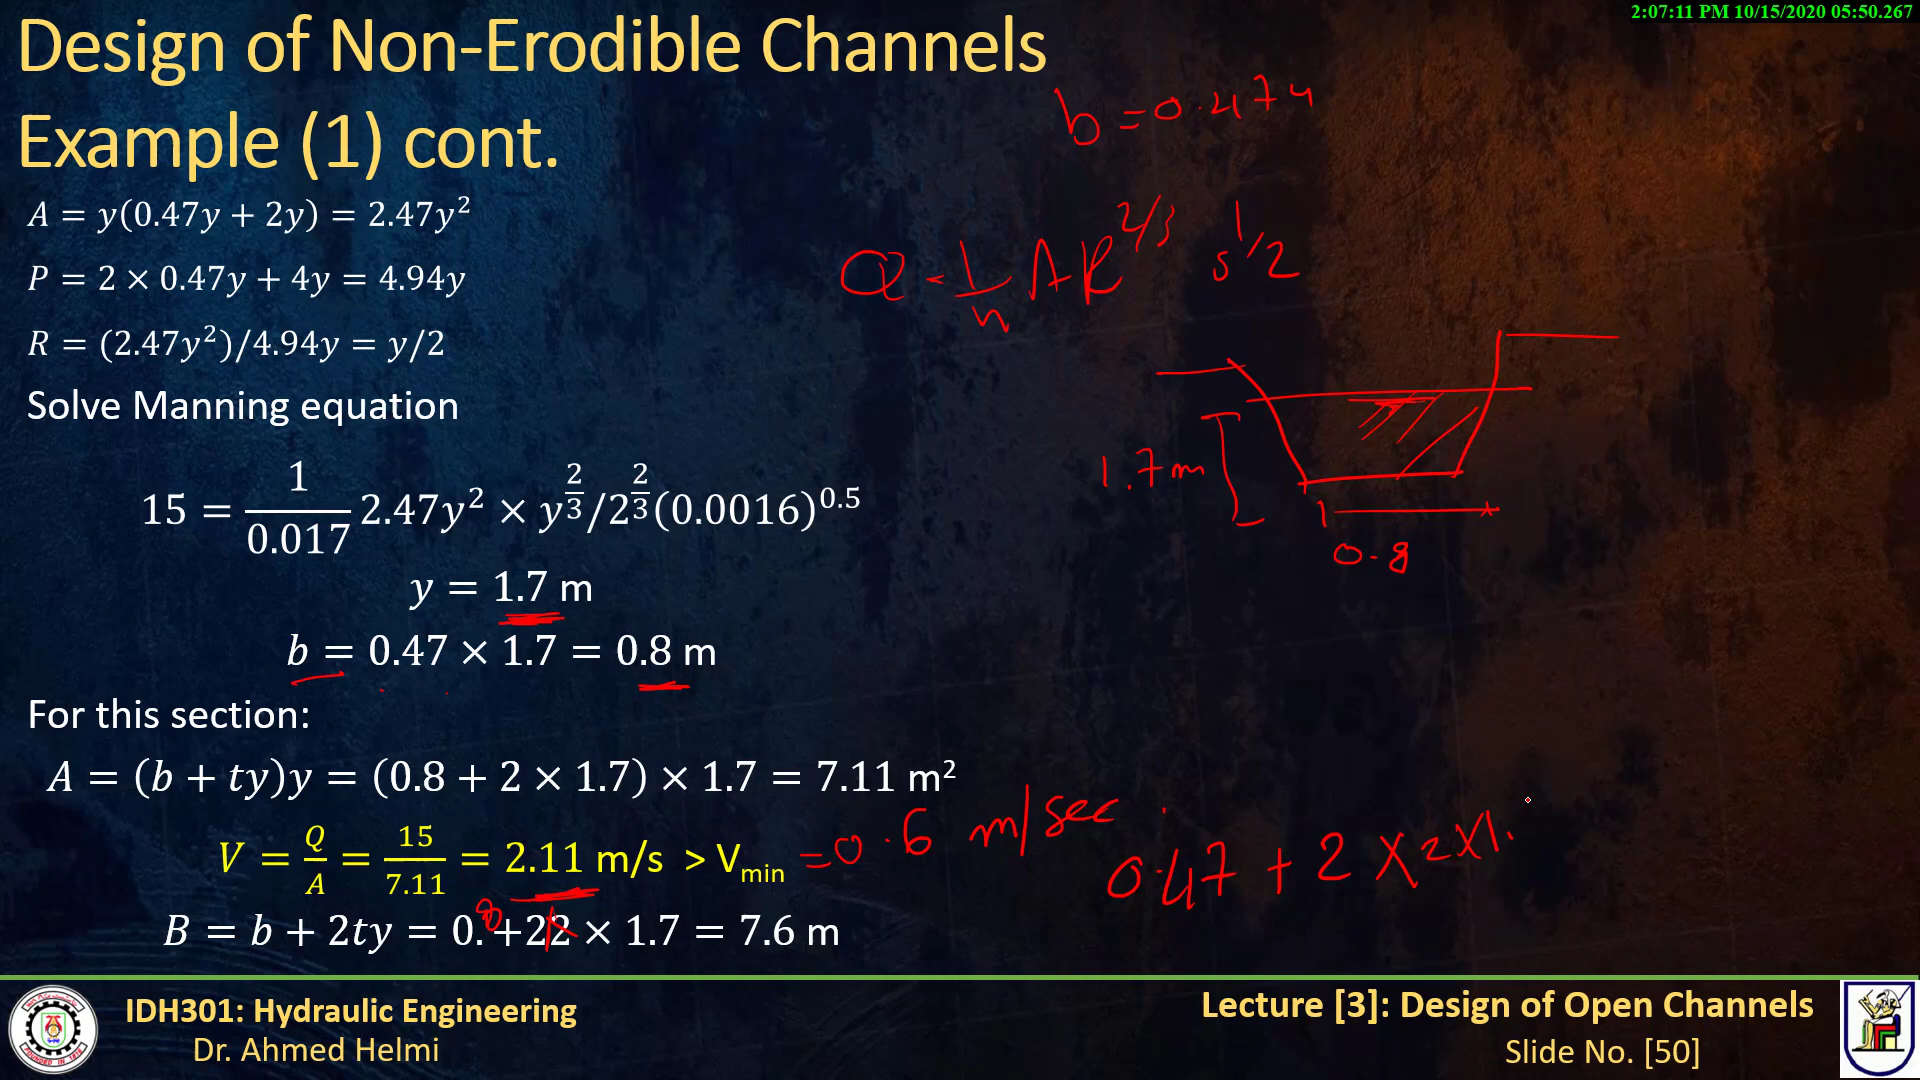 2:07:11 PM 10/15/2020 05:50.267
Design of Non-Erodible Channels
Example (1) cont.
b = 0.47y
A = y(0.47y + 2y) = 2.47y²
P = 2 × 0.47y + 4y = 4.94y
R = (2.47y²)/4.94y = y/2
Q = 1/n A R^2/3 s^1/2
Solve Manning equation
15 = 1/0.017 2.47y² × y^(2/3)/2^(2/3)(0.0016)^0.5
1.7 m
0.8
y = 1.7 m
b = 0.47 × 1.7 = 0.8 m
For this section:
A = (b + ty)y = (0.8 + 2 × 1.7) × 1.7 = 7.11 m²
V = Q/A = 15/7.11 = 2.11 m/s > Vmin = 0.6 m/sec
0.47 + 2 X 2 X 1.
B = b + 2ty = 0.8+22 × 1.7 = 7.6 m
IDH301: Hydraulic Engineering
Dr. Ahmed Helmi
Lecture [3]: Design of Open Channels
Slide No. [50]